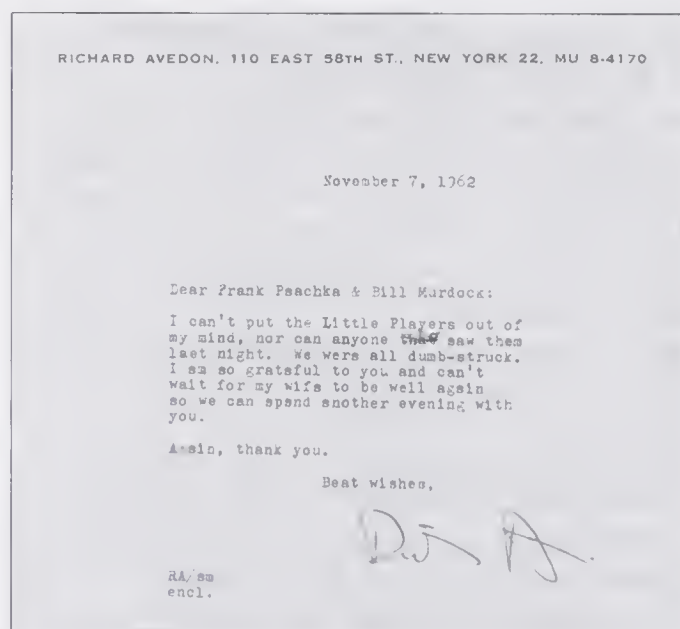 RICHARD AVEDON, 110 EAST 58TH ST., NEW YORK 22, MU 8-4170
November 7, 1962
Dear Frank Paachka & Bill Murdock:
I can't put the Little Players out of
my mind, nor can anyone saw them
last night. We were all dumb-struck.
I am so grateful to you and can't
wait for my wife to be well again
so we can spend another evening with
you.
Again, thank you.
Best wishes,
RA/sm
encl.